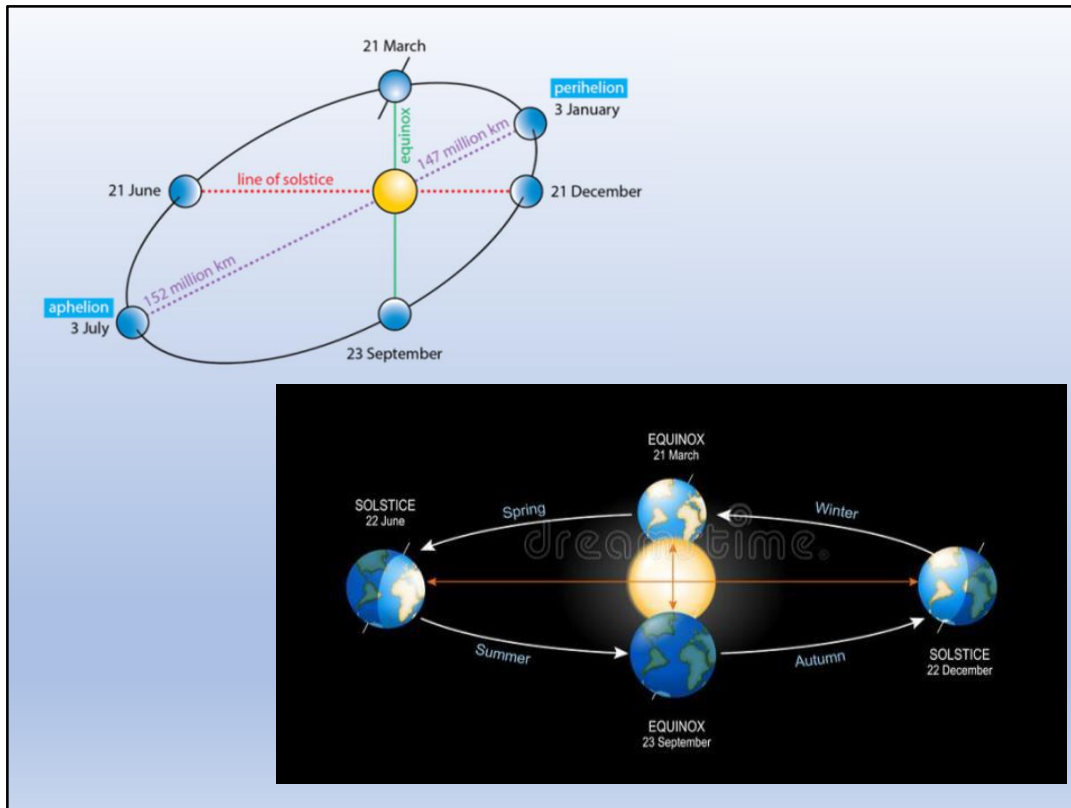 21 March
perihelion
3 January
equinox
147 million km
21 June
line of solstice
21 December
152 million km
aphelion
3 July
23 September
EQUINOX
21 March
SOLSTICE
22 June
Spring
Winter
dreamstime.
Summer
Autumn
SOLSTICE
22 December
EQUINOX
23 September